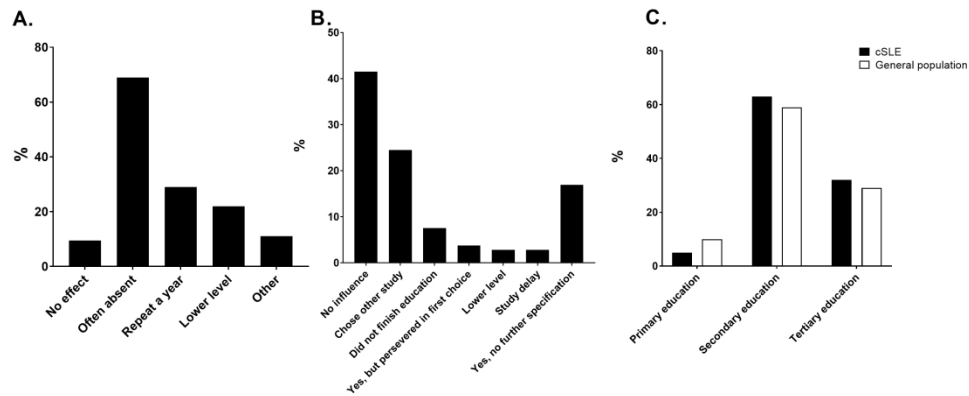 A.
80
60
40
20
0
%
No effect
Often absent
Repeat a year
Lower level
Other
B.
50
40
30
20
10
0
%
No influence
Chose other study
Did not finish education
Yes, but persevered in first choice
Lower level
Study delay
Yes, no further specification
C.
cSLE
General population
80
60
40
20
0
%
Primary education
Secondary education
Tertiary education